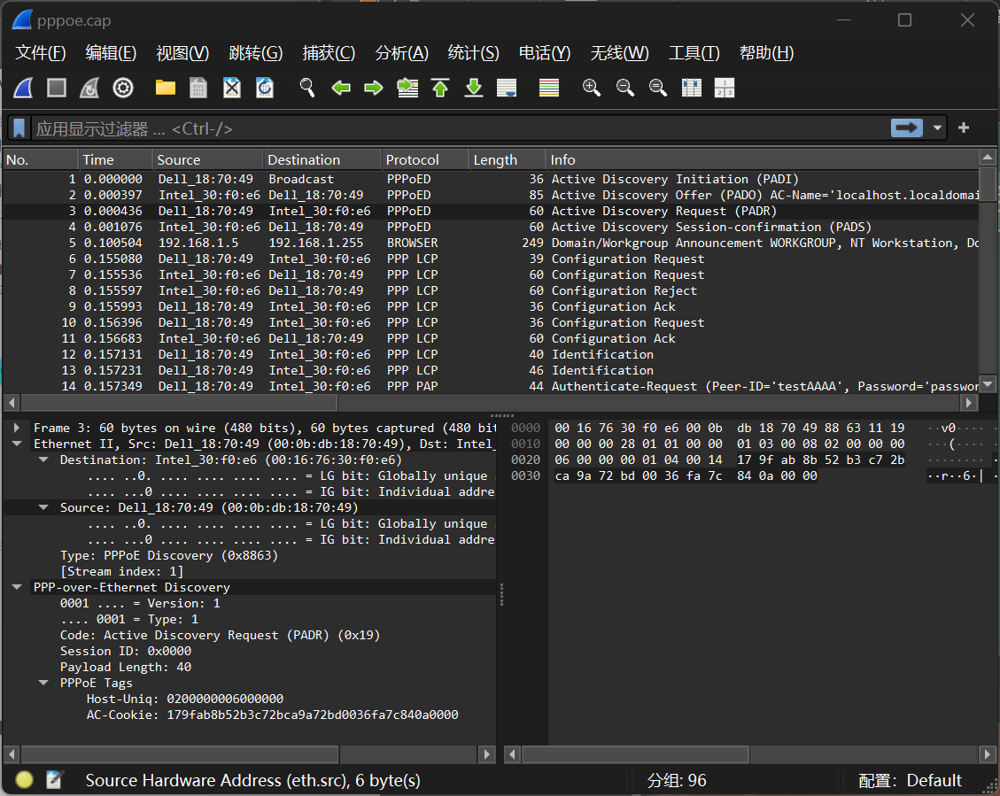 pppoe.cap
文件(F) 编辑(E) 视图(V) 跳转(G) 捕获(C) 分析(A) 统计(S) 电话(Y) 无线(W) 工具(T) 帮助(H)
应用显示过滤器 … <Ctrl-/>
No. Time Source Destination Protocol Length Info
1 0.000000 Dell_18:70:49 Broadcast PPPoED 36 Active Discovery Initiation (PADI)
2 0.000397 Intel_30:f0:e6 Dell_18:70:49 PPPoED 85 Active Discovery Offer (PADO) AC-Name='localhost.localdomai
3 0.000436 Dell_18:70:49 Intel_30:f0:e6 PPPoED 60 Active Discovery Request (PADR)
4 0.001076 Intel_30:f0:e6 Dell_18:70:49 PPPoED 60 Active Discovery Session-confirmation (PADS)
5 0.100504 192.168.1.5 192.168.1.255 BROWSER 249 Domain/Workgroup Announcement WORKGROUP, NT Workstation, Do
6 0.155080 Dell_18:70:49 Intel_30:f0:e6 PPP LCP 39 Configuration Request
7 0.155536 Intel_30:f0:e6 Dell_18:70:49 PPP LCP 60 Configuration Request
8 0.155597 Intel_30:f0:e6 Dell_18:70:49 PPP LCP 60 Configuration Reject
9 0.155993 Dell_18:70:49 Intel_30:f0:e6 PPP LCP 36 Configuration Ack
10 0.156396 Dell_18:70:49 Intel_30:f0:e6 PPP LCP 36 Configuration Request
11 0.156683 Intel_30:f0:e6 Dell_18:70:49 PPP LCP 60 Configuration Ack
12 0.157131 Dell_18:70:49 Intel_30:f0:e6 PPP LCP 40 Identification
13 0.157231 Dell_18:70:49 Intel_30:f0:e6 PPP LCP 46 Identification
14 0.157349 Dell_18:70:49 Intel_30:f0:e6 PPP PAP 44 Authenticate-Request (Peer-ID='testAAAA', Password='passwor
Frame 3: 60 bytes on wire (480 bits), 60 bytes captured (480 bit
Ethernet II, Src: Dell_18:70:49 (00:0b:db:18:70:49), Dst: Intel_
Destination: Intel_30:f0:e6 (00:16:76:30:f0:e6)
.... ..0. .... .... .... .... = LG bit: Globally unique
.... ...0 .... .... .... .... = IG bit: Individual addre
Source: Dell_18:70:49 (00:0b:db:18:70:49)
.... ..0. .... .... .... .... = LG bit: Globally unique
.... ...0 .... .... .... .... = IG bit: Individual addre
Type: PPPoE Discovery (0x8863)
[Stream index: 1]
PPP-over-Ethernet Discovery
0001 .... = Version: 1
.... 0001 = Type: 1
Code: Active Discovery Request (PADR) (0x19)
Session ID: 0x0000
Payload Length: 40
PPPoE Tags
Host-Uniq: 0200000006000000
AC-Cookie: 179fab8b52b3c72bca9a72bd0036fa7c840a0000
0000 00 16 76 30 f0 e6 00 0b db 18 70 49 88 63 11 19 ··v0····
0010 00 00 00 28 01 01 00 00 01 03 00 08 02 00 00 00 ···(····
0020 06 00 00 00 01 04 00 14 17 9f ab 8b 52 b3 c7 2b ········
0030 ca 9a 72 bd 00 36 fa 7c 84 0a 00 00 ··r··6·|
Source Hardware Address (eth.src), 6 byte(s) 分组: 96 配置: Default